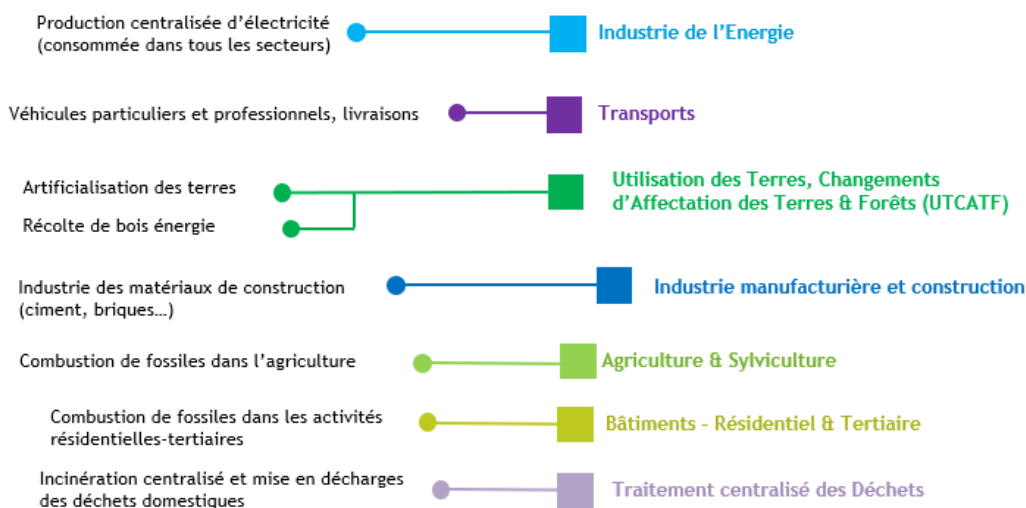 Production centralisée d'électricité
(consommée dans tous les secteurs)
Industrie de l'Energie
Véhicules particuliers et professionnels, livraisons
Transports
Artificialisation des terres
Récolte de bois énergie
Utilisation des Terres, Changements
d'Affectation des Terres & Forêts (UTCATF)
Industrie des matériaux de construction
(ciment, briques…)
Industrie manufacturière et construction
Combustion de fossiles dans l'agriculture
Agriculture & Sylviculture
Combustion de fossiles dans les activités
résidentielles-tertiaires
Bâtiments - Résidentiel & Tertiaire
Incinération centralisé et mise en décharges
des déchets domestiques
Traitement centralisé des Déchets